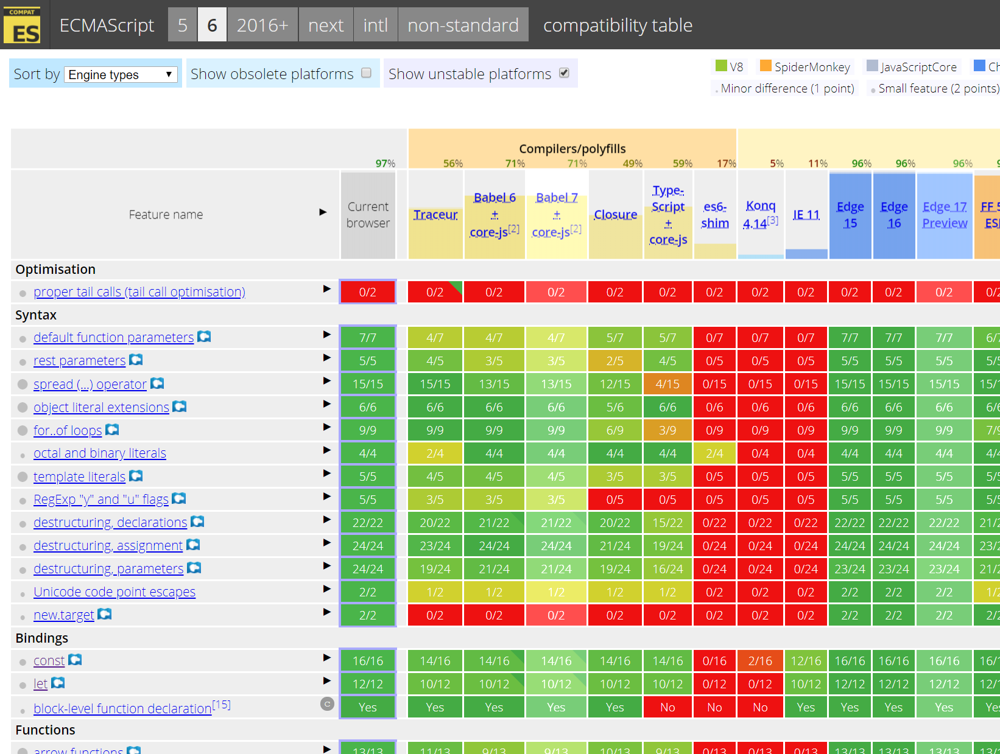 COMPAT
ES
ECMAScript 5 6 2016+ next intl non-standard compatibility table
Sort by Engine types Show obsolete platforms Show unstable platforms
V8 SpiderMonkey JavaScriptCore Ch
Minor difference (1 point) Small feature (2 points)
Compilers/polyfills
97% 56% 71% 71% 49% 59% 17% 5% 11% 96% 96% 96% 9
Feature name
Current browser
Traceur
Babel 6 + core-js[2]
Babel 7 + core-js[2]
Closure
Type-Script + core-js
es6-shim
Konq 4.14[3]
IE 11
Edge 15
Edge 16
Edge 17 Preview
FF 5
ES
Optimisation
proper tail calls (tail call optimisation) 0/2 0/2 0/2 0/2 0/2 0/2 0/2 0/2 0/2 0/2 0/2 0/2 0/2
Syntax
default function parameters 7/7 4/7 4/7 4/7 5/7 5/7 0/7 0/7 0/7 7/7 7/7 7/7 6/7
rest parameters 5/5 4/5 3/5 3/5 2/5 4/5 0/5 0/5 0/5 5/5 5/5 5/5 5/5
spread (...) operator 15/15 15/15 13/15 13/15 12/15 4/15 0/15 0/15 0/15 15/15 15/15 15/15 15/1
object literal extensions 6/6 6/6 6/6 6/6 5/6 6/6 0/6 0/6 0/6 6/6 6/6 6/6 6/6
for..of loops 9/9 9/9 9/9 9/9 6/9 3/9 0/9 0/9 0/9 9/9 9/9 9/9 7/9
octal and binary literals 4/4 2/4 4/4 4/4 4/4 4/4 2/4 0/4 0/4 4/4 4/4 4/4 4/4
template literals 5/5 4/5 4/5 4/5 3/5 3/5 0/5 0/5 0/5 5/5 5/5 5/5 5/5
RegExp "y" and "u" flags 5/5 3/5 3/5 3/5 0/5 0/5 0/5 0/5 0/5 5/5 5/5 5/5 5/5
destructuring, declarations 22/22 20/22 21/22 21/22 20/22 15/22 0/22 0/22 0/22 22/22 22/22 22/22 21/2
destructuring, assignment 24/24 23/24 24/24 24/24 21/24 19/24 0/24 0/24 0/24 24/24 24/24 24/24 23/2
destructuring, parameters 24/24 19/24 21/24 21/24 19/24 16/24 0/24 0/24 0/24 23/24 23/24 23/24 21/2
Unicode code point escapes 2/2 1/2 1/2 1/2 1/2 1/2 0/2 0/2 0/2 2/2 2/2 2/2 1/2
new.target 2/2 0/2 0/2 0/2 0/2 0/2 0/2 0/2 0/2 2/2 2/2 2/2 2/2
Bindings
const 16/16 14/16 14/16 14/16 14/16 14/16 0/16 2/16 12/16 16/16 16/16 16/16 16/1
let 12/12 10/12 10/12 10/12 10/12 10/12 0/12 0/12 10/12 12/12 12/12 12/12 12/1
block-level function declaration[15] c Yes Yes Yes Yes Yes No No No Yes Yes Yes Yes Yes
Functions
arrow functions 13/13 11/13 9/13 9/13 10/13 9/13 0/13 0/13 0/13 13/13 13/13 13/13 13/1